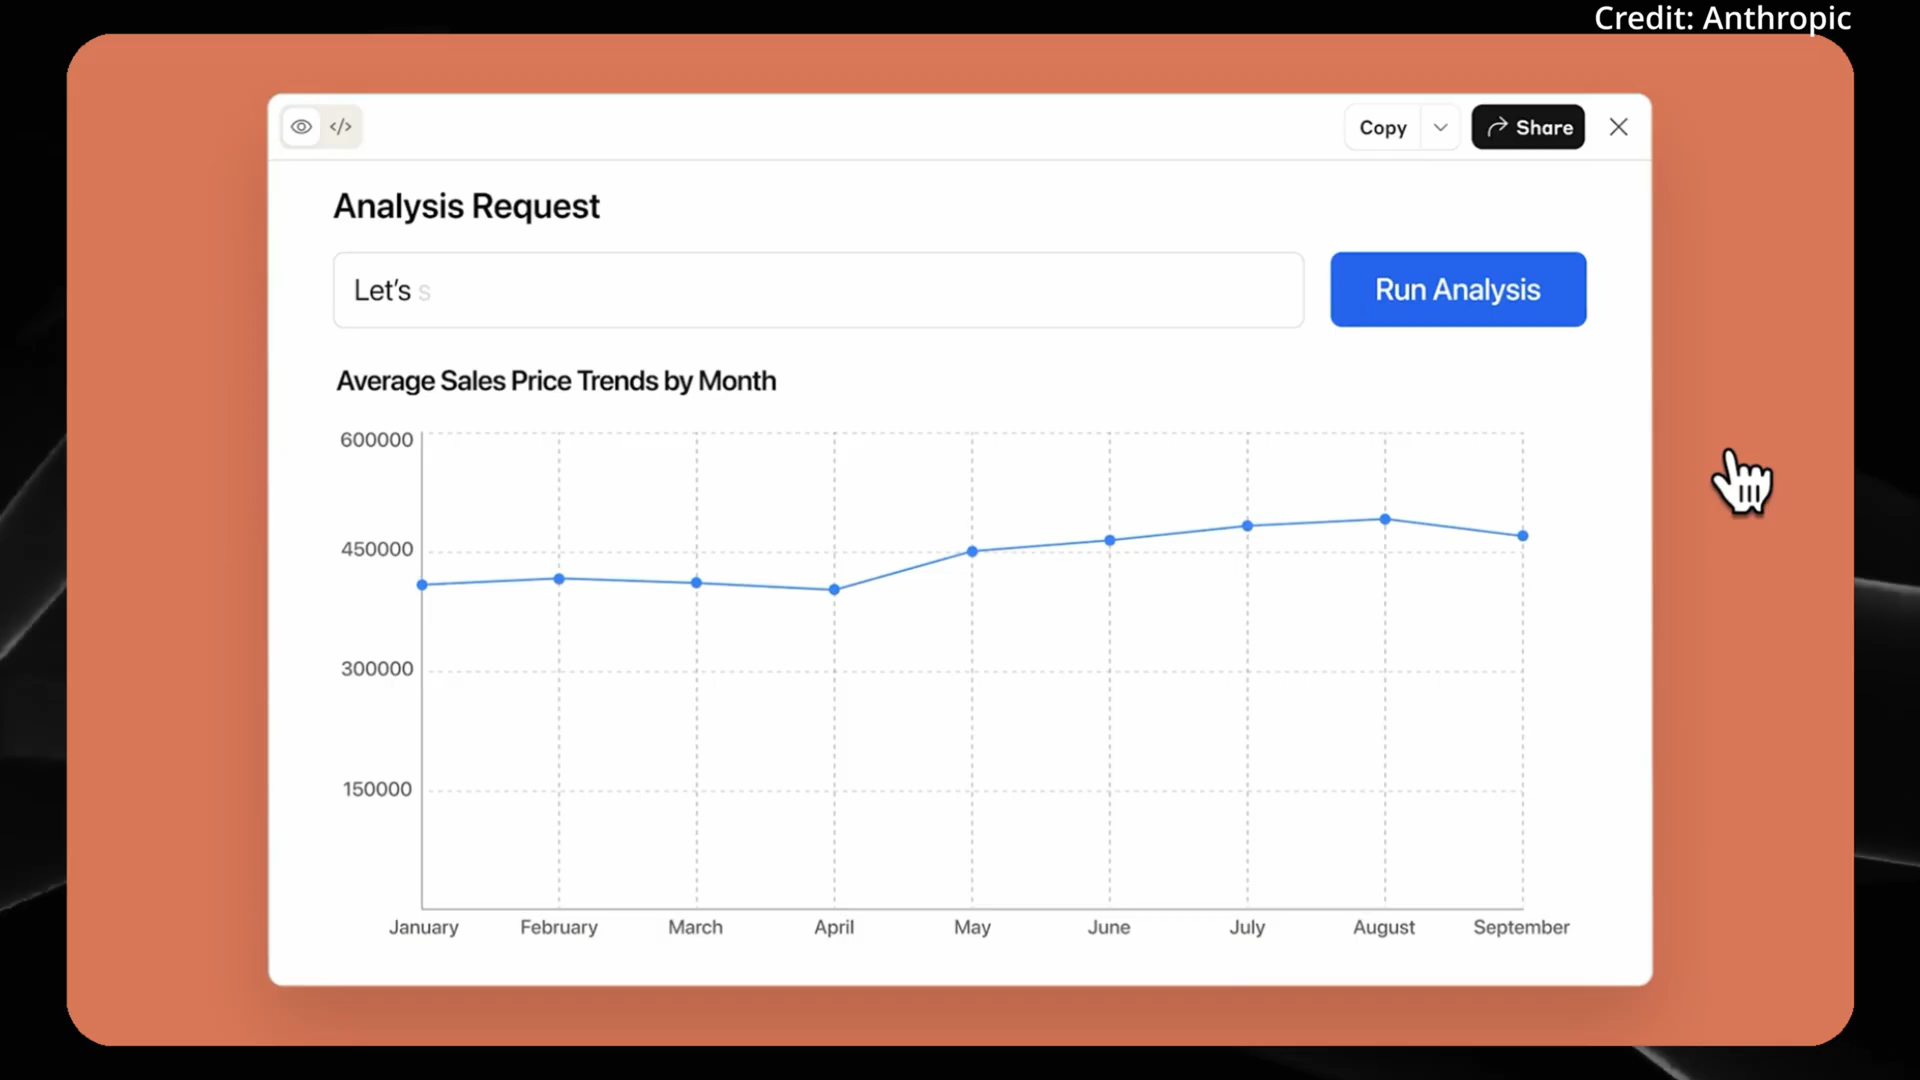 Credit: Anthropic
</>
Copy
Share
Analysis Request
Let's s
Run Analysis
Average Sales Price Trends by Month
600000
450000
300000
150000
January February March April May June July August September